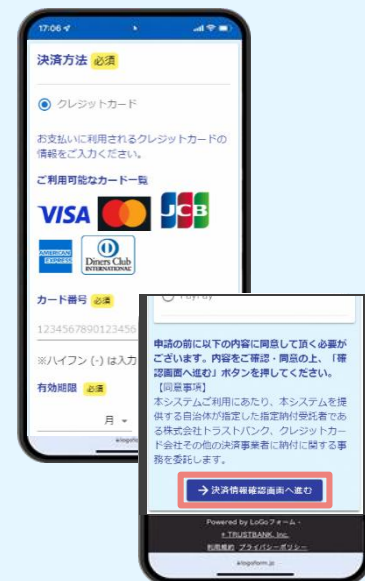 17:06
決済方法 必須
クレジットカード
お支払いに利用されるクレジットカードの
情報をご入力ください。
ご利用可能なカード一覧
VISA
JCB
AMERICAN EXPRESS
Diners Club
INTERNATIONAL
カード番号 必須
1234567890123456
※ハイフン (-) は入力
有効期限 必須
月
PayPay
申請の前に以下の内容に同意して頂く必要が
ございます。内容をご確認・同意の上、「確
認画面へ進む」ボタンを押してください。
【同意事項】
本システムご利用にあたり、本システムを提
供する自治体が指定した指定納付受託者であ
る株式会社トラストバンク、クレジットカー
ド会社その他の決済事業者に納付に関する事
務を委託します。
→ 決済情報確認画面へ進む
Powered by LoGoフォーム -
+ TRUSTBANK, Inc.
利用規約 プライバシーポリシー
logoform.jp